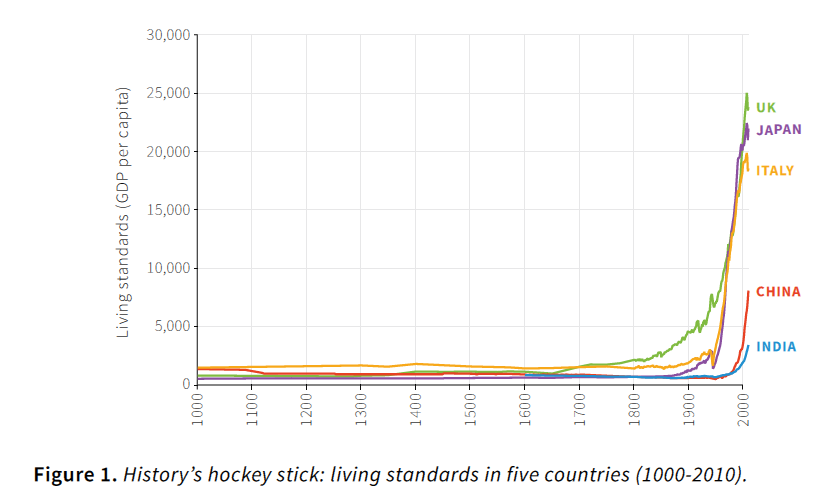 30,000
25,000
20,000
15,000
10,000
5,000
0
Living standards (GDP per capita)
UK
JAPAN
ITALY
CHINA
INDIA
1000
1100
1200
1300
1400
1500
1600
1700
1800
1900
2000
Figure 1. History’s hockey stick: living standards in five countries (1000-2010).